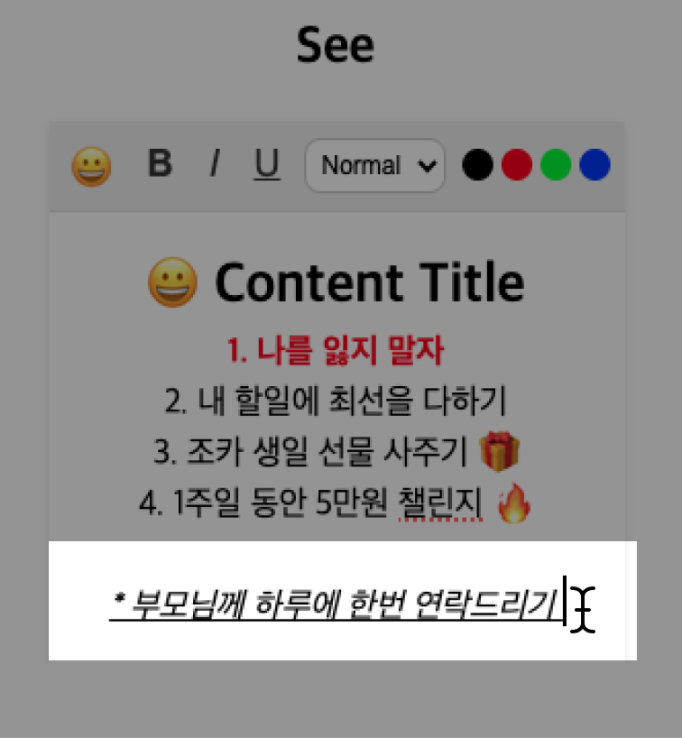 See
B I U Normal
😀 Content Title
1. 나를 잃지 말자
2. 내 할일에 최선을 다하기
3. 조카 생일 선물 사주기 🎁
4. 1주일 동안 5만원 챌린지 🔥
* 부모님께 하루에 한번 연락드리기